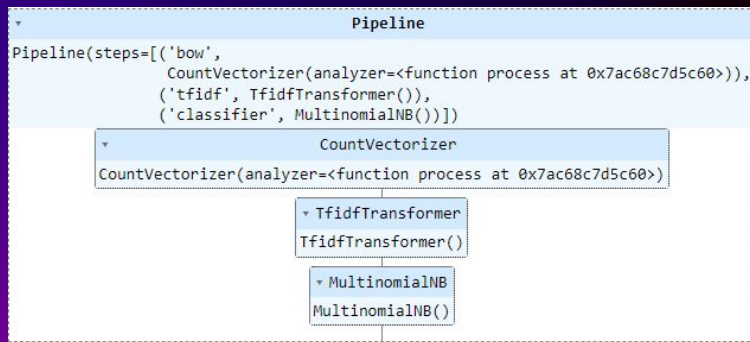 Pipeline
Pipeline(steps=[('bow',
CountVectorizer(analyzer=<function process at 0x7ac68c7d5c60>)),
('tfidf', TfidfTransformer()),
('classifier', MultinomialNB())])
CountVectorizer
CountVectorizer(analyzer=<function process at 0x7ac68c7d5c60>)
TfidfTransformer
TfidfTransformer()
MultinomialNB
MultinomialNB()